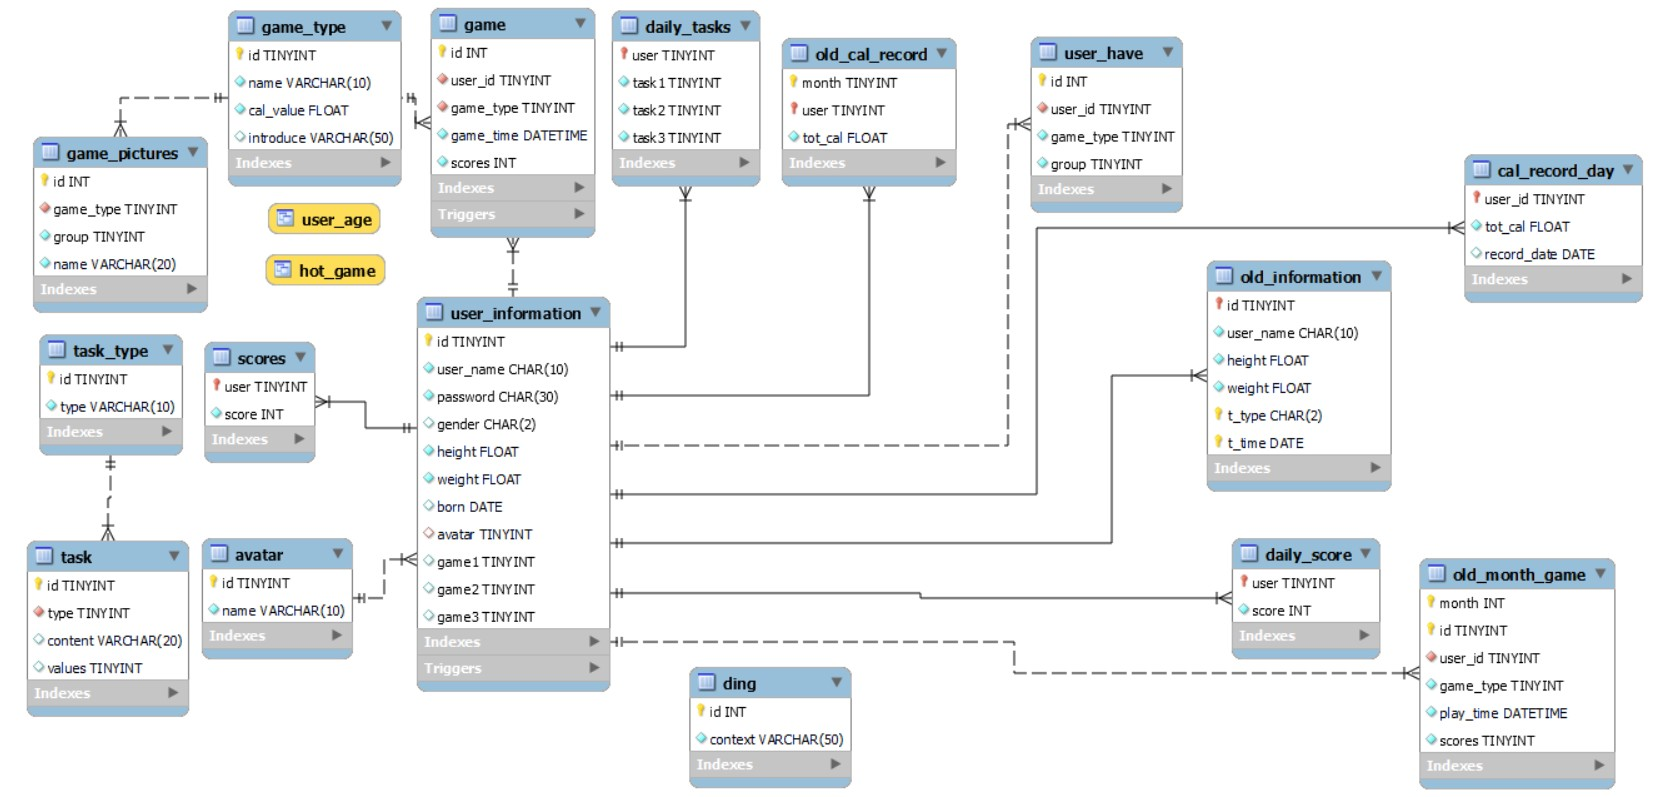 game_type
id TINYINT
name VARCHAR(10)
cal_value FLOAT
introduce VARCHAR(50)
Indexes
game
id INT
user_id TINYINT
game_type TINYINT
game_time DATETIME
scores INT
Indexes
Triggers
daily_tasks
user TINYINT
task1 TINYINT
task2 TINYINT
task3 TINYINT
Indexes
old_cal_record
month TINYINT
user TINYINT
tot_cal FLOAT
Indexes
user_have
id INT
user_id TINYINT
game_type TINYINT
group TINYINT
Indexes
game_pictures
id INT
game_type TINYINT
group TINYINT
name VARCHAR(20)
Indexes
user_age
hot_game
cal_record_day
user_id TINYINT
tot_cal FLOAT
record_date DATE
Indexes
old_information
id TINYINT
user_name CHAR(10)
height FLOAT
weight FLOAT
t_type CHAR(2)
t_time DATE
Indexes
user_information
id TINYINT
user_name CHAR(10)
password CHAR(30)
gender CHAR(2)
height FLOAT
weight FLOAT
born DATE
avatar TINYINT
game1 TINYINT
game2 TINYINT
game3 TINYINT
Indexes
Triggers
task_type
id TINYINT
type VARCHAR(10)
Indexes
scores
user TINYINT
score INT
Indexes
task
id TINYINT
type TINYINT
content VARCHAR(20)
values TINYINT
Indexes
avatar
id TINYINT
name VARCHAR(10)
Indexes
daily_score
user TINYINT
score INT
Indexes
old_month_game
month INT
id TINYINT
user_id TINYINT
game_type TINYINT
play_time DATETIME
scores TINYINT
Indexes
ding
id INT
context VARCHAR(50)
Indexes